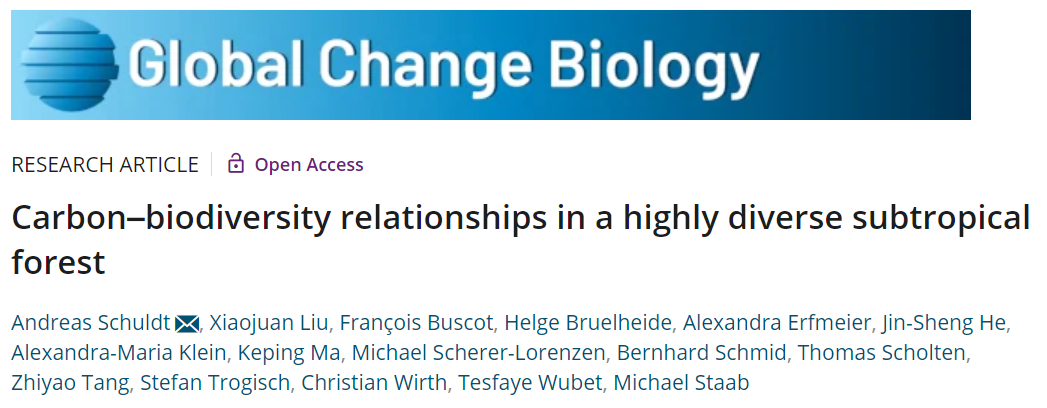 Global Change Biology
RESEARCH ARTICLE Open Access
Carbon–biodiversity relationships in a highly diverse subtropical
forest
Andreas Schuldt, Xiaojuan Liu, François Buscot, Helge Bruelheide, Alexandra Erfmeier, Jin-Sheng He,
Alexandra-Maria Klein, Keping Ma, Michael Scherer-Lorenzen, Bernhard Schmid, Thomas Scholten,
Zhiyao Tang, Stefan Trogisch, Christian Wirth, Tesfaye Wubet, Michael Staab